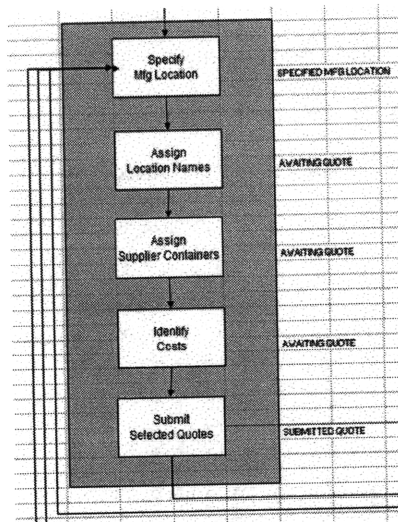 Specify
Mfg Location
SPECIFIED MFG LOCATION
Assign
Location Names
AWAITING QUOTE
Assign
Supplier Containers
AWAITING QUOTE
Identify
Costs
AWAITING QUOTE
Submit
Selected Quotes
SUBMITTED QUOTE